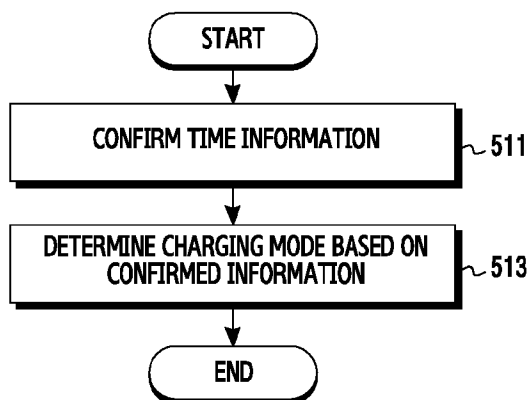 START
CONFIRM TIME INFORMATION
511
DETERMINE CHARGING MODE BASED ON
CONFIRMED INFORMATION
513
END